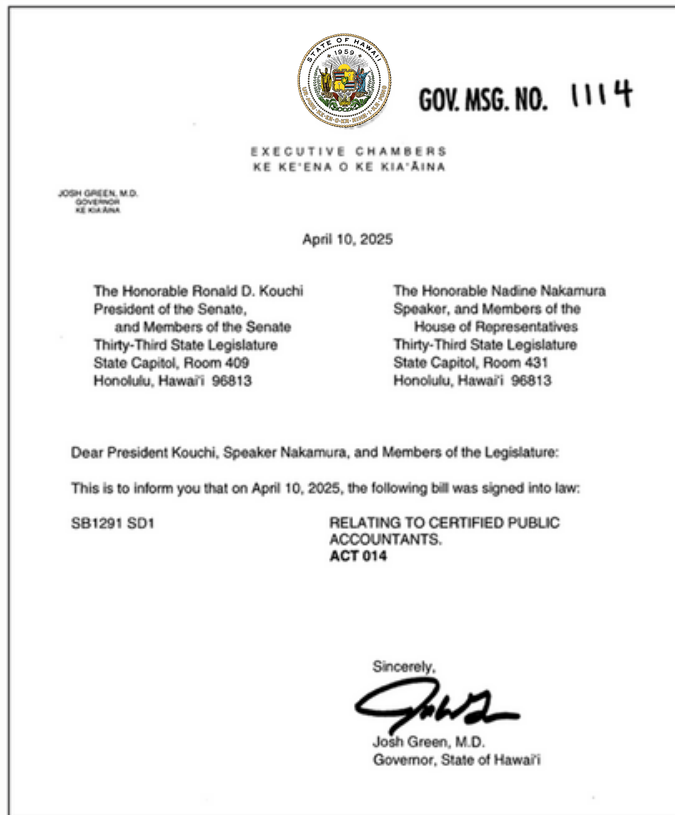 STATE OF HAWAII
1959
GOV. MSG. NO. 1114
EXECUTIVE CHAMBERS
KE KEʻENA O KE KIAʻĀINA
JOSH GREEN, M.D.
GOVERNOR
KE KIAʻĀINA
April 10, 2025
The Honorable Ronald D. Kouchi
President of the Senate,
and Members of the Senate
Thirty-Third State Legislature
State Capitol, Room 409
Honolulu, Hawaiʻi 96813
The Honorable Nadine Nakamura
Speaker, and Members of the
House of Representatives
Thirty-Third State Legislature
State Capitol, Room 431
Honolulu, Hawaiʻi 96813
Dear President Kouchi, Speaker Nakamura, and Members of the Legislature:
This is to inform you that on April 10, 2025, the following bill was signed into law:
SB1291 SD1
RELATING TO CERTIFIED PUBLIC
ACCOUNTANTS.
ACT 014
Sincerely,
Josh Green, M.D.
Governor, State of Hawaiʻi